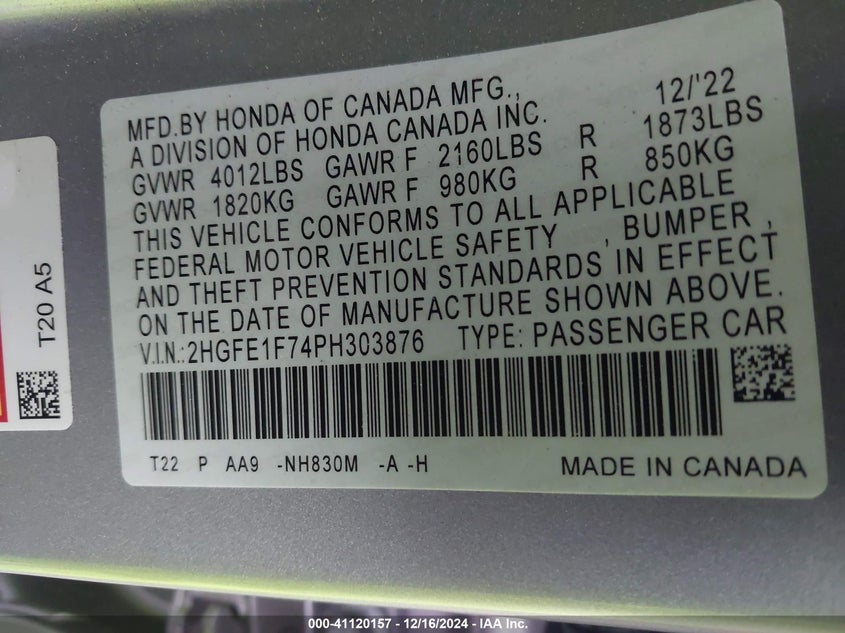 MFD.BY HONDA OF CANADA MFG., 12/'22
A DIVISION OF HONDA CANADA INC.
GVWR 4012LBS GAWR F 2160LBS R 1873LBS
GVWR 1820KG GAWR F 980KG R 850KG
THIS VEHICLE CONFORMS TO ALL APPLICABLE
FEDERAL MOTOR VEHICLE SAFETY , BUMPER ,
AND THEFT PREVENTION STANDARDS IN EFFECT
ON THE DATE OF MANUFACTURE SHOWN ABOVE.
V.I.N.:2HGFE1F74PH303876 TYPE: PASSENGER CAR
T22 P AA9 -NH830M -A -H MADE IN CANADA
T20 A5
000-41120157 - 12/16/2024 - IAA Inc.